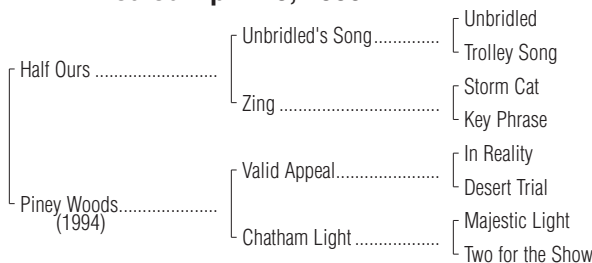 Unbridled
Unbridled's Song
Trolley Song
Half Ours
Storm Cat
Zing
Key Phrase
In Reality
Valid Appeal
Desert Trial
Piney Woods
(1994)
Majestic Light
Chatham Light
Two for the Show